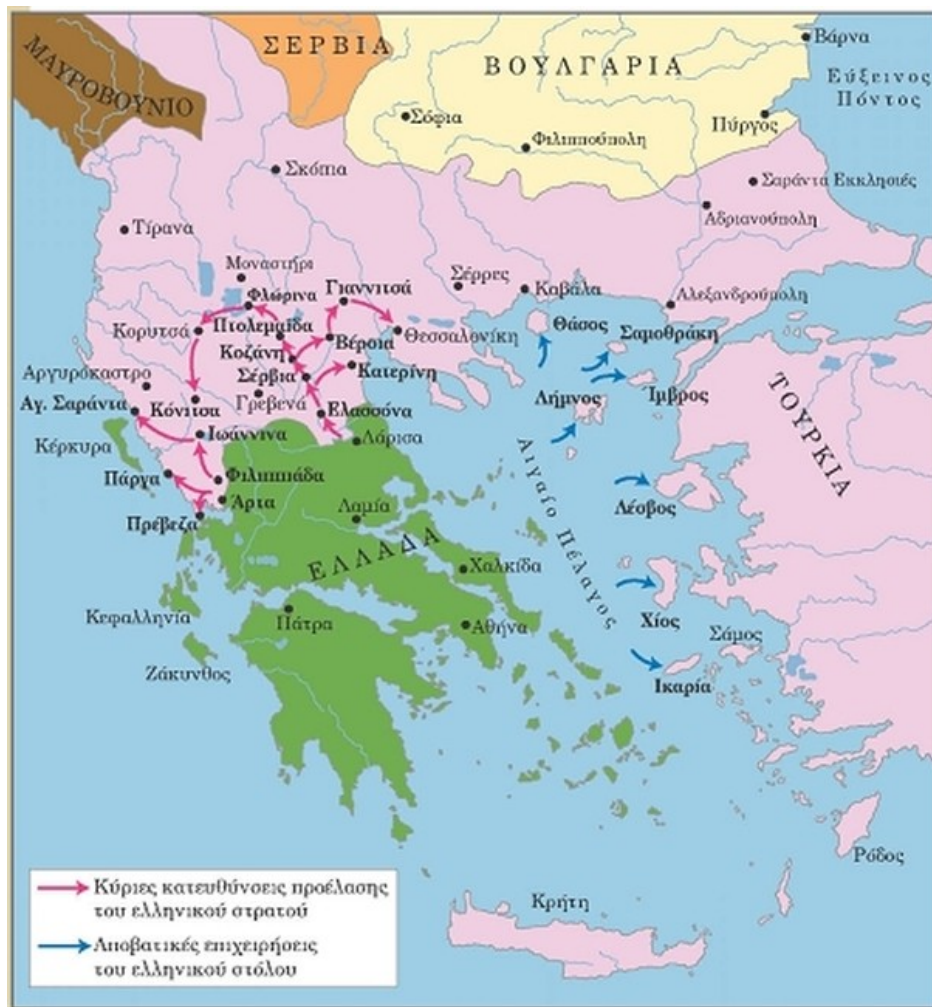 ΣΕΡΒΙΑ
ΜΑΥΡΟΒΟΥΝΙΟ
ΒΟΥΛΓΑΡΙΑ
Βάρνα
Εύξεινος
Πόντος
Σόφια
Πύργος
Φιλιππούπολη
Σκόπια
Σαράντα Εκκλησιές
Αδριανούπολη
Τίρανα
Μοναστήρι
Φλώρινα
Γιαννιτσά
Σέρρες
Καβάλα
Αλεξανδρούπολη
Κορυτσά
Πτολεμαΐδα
Θεσσαλονίκη
Θάσος
Σαμοθράκη
Κοζάνη
Βέροια
Σέρβια
Κατερίνη
Αργυρόκαστρο
Γρεβενά
Λήμνος
Ίμβρος
Αγ. Σαράντα
Κόνιτσα
Ελασσόνα
ΤΟΥΡΚΙΑ
Κέρκυρα
Ιωάννινα
Λάρισα
Αιγαίο Πέλαγος
Πάργα
Φιλιππιάδα
Άρτα
Λαμία
Λέσβος
Πρέβεζα
ΕΛΛΑΔΑ
Χαλκίδα
Κεφαλληνία
Πάτρα
Αθήνα
Χίος
Σάμος
Ζάκυνθος
Ικαρία
Ρόδος
Κρήτη
Κύριες κατευθύνσεις προέλασης
του ελληνικού στρατού
Αποβατικές επιχειρήσεις
του ελληνικού στόλου